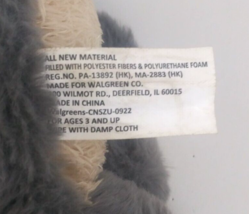 ALL NEW MATERIAL
FILLED WITH POLYESTER FIBERS & POLYURETHANE FOAM
REG.NO. PA-13892 (HK), MA-2883 (HK)
MADE FOR WALGREEN CO.
WILMOT RD., DEERFIELD, IL 60015
MADE IN CHINA
algreens-CNSZU-0922
FOR AGES 3 AND UP
WITH DAMP CLOTH